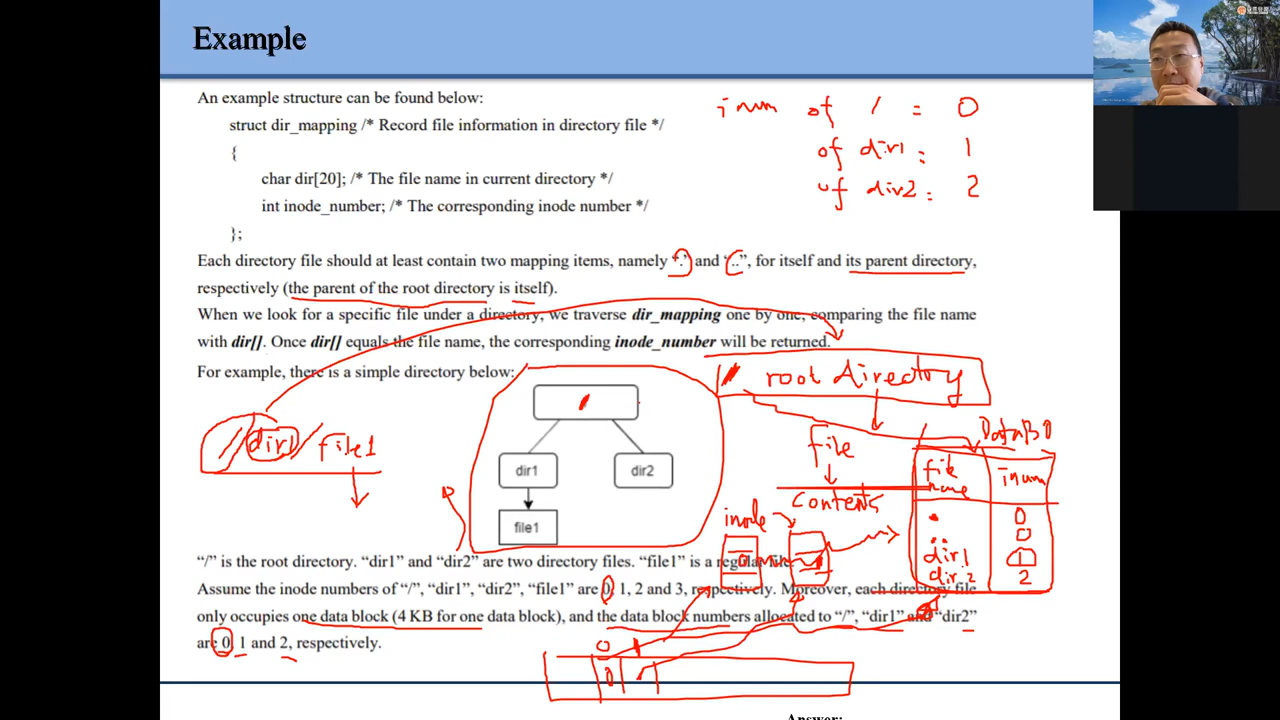 Example
An example structure can be found below:
struct dir_mapping /* Record file information in directory file */
{
char dir[20]; /* The file name in current directory */
int inode_number; /* The corresponding inode number */
};
inum of / = 0
of dir1 : 1
of dir2 : 2
Each directory file should at least contain two mapping items, namely “.” and “..”, for itself and its parent directory,
respectively (the parent of the root directory is itself).
When we look for a specific file under a directory, we traverse dir_mapping one by one, comparing the file name
with dir[]. Once dir[] equals the file name, the corresponding inode_number will be returned.
For example, there is a simple directory below:
/ root directory
/
/dir1/file1
dir1
dir2
file1
file
contents
inode
Data B 0
file name
inum
. 0
.. 0
dir1 1
dir2 2
“/” is the root directory. “dir1” and “dir2” are two directory files. “file1” is a regular file.
Assume the inode numbers of “/”, “dir1”, “dir2”, “file1” are 0, 1, 2 and 3, respectively. Moreover, each directory file
only occupies one data block (4 KB for one data block), and the data block numbers allocated to “/”, “dir1” and “dir2”
are 0, 1 and 2, respectively.
0 1
0
Answer: